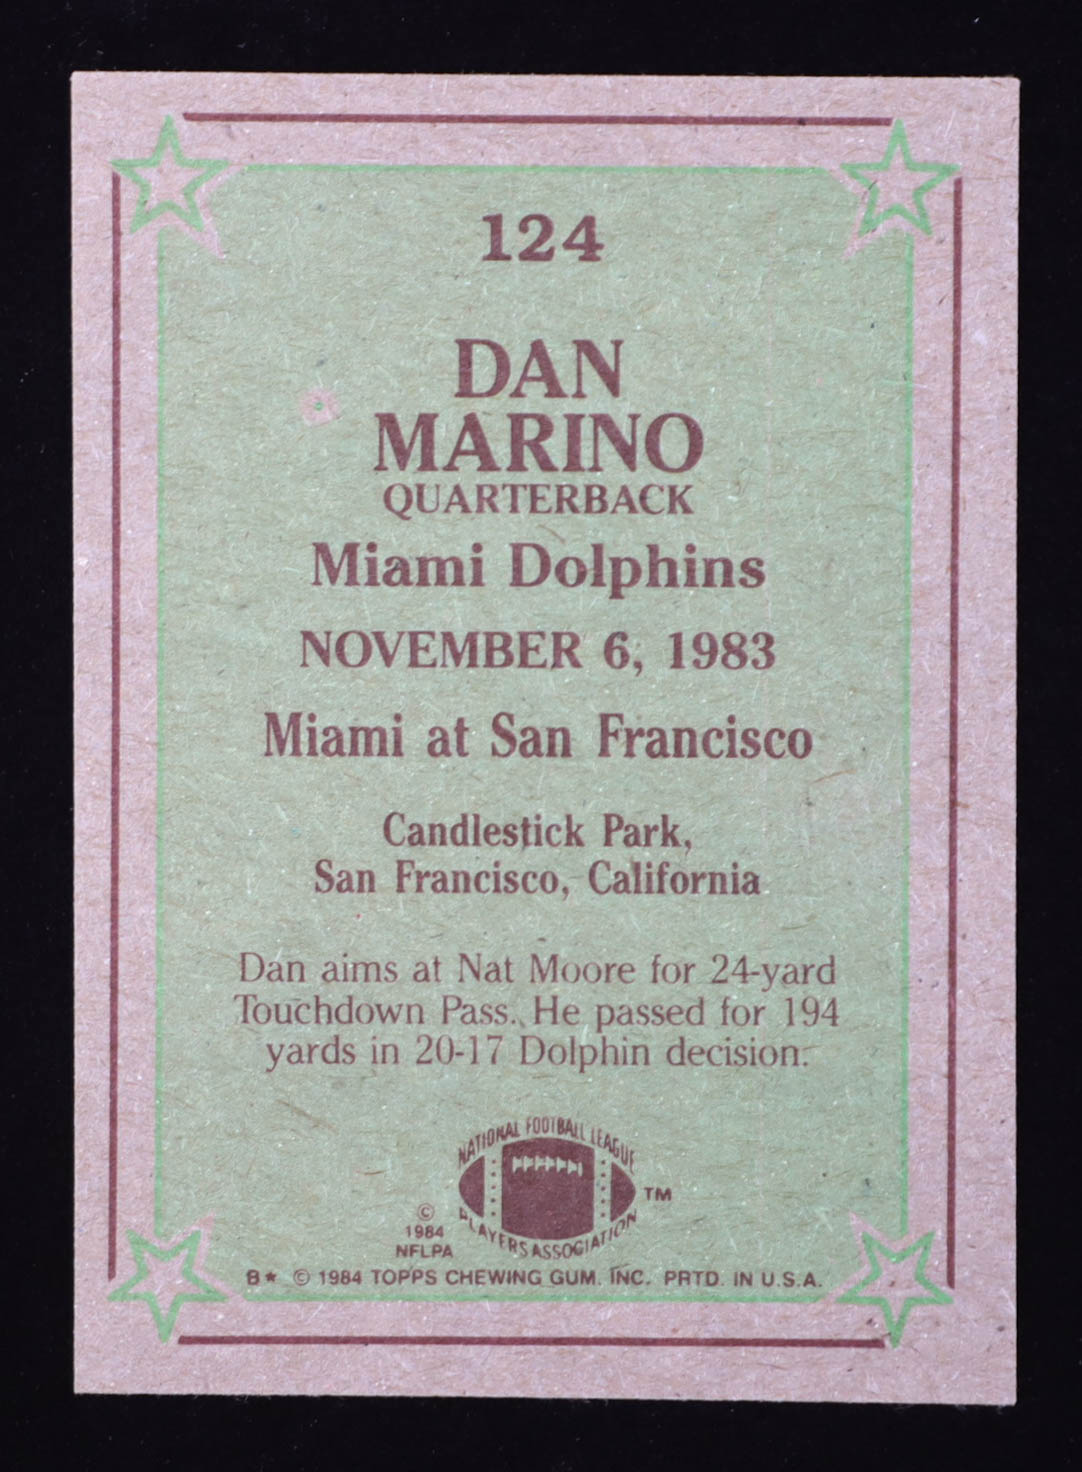 124
DAN
MARINO
QUARTERBACK
Miami Dolphins
NOVEMBER 6, 1983
Miami at San Francisco
Candlestick Park,
San Francisco, California
Dan aims at Nat Moore for 24-yard
Touchdown Pass. He passed for 194
yards in 20-17 Dolphin decision.
NATIONAL FOOTBALL LEAGUE
PLAYERS ASSOCIATION
TM
©
1984
NFLPA
B★ © 1984 TOPPS CHEWING GUM. INC. PRTD. IN U.S.A.